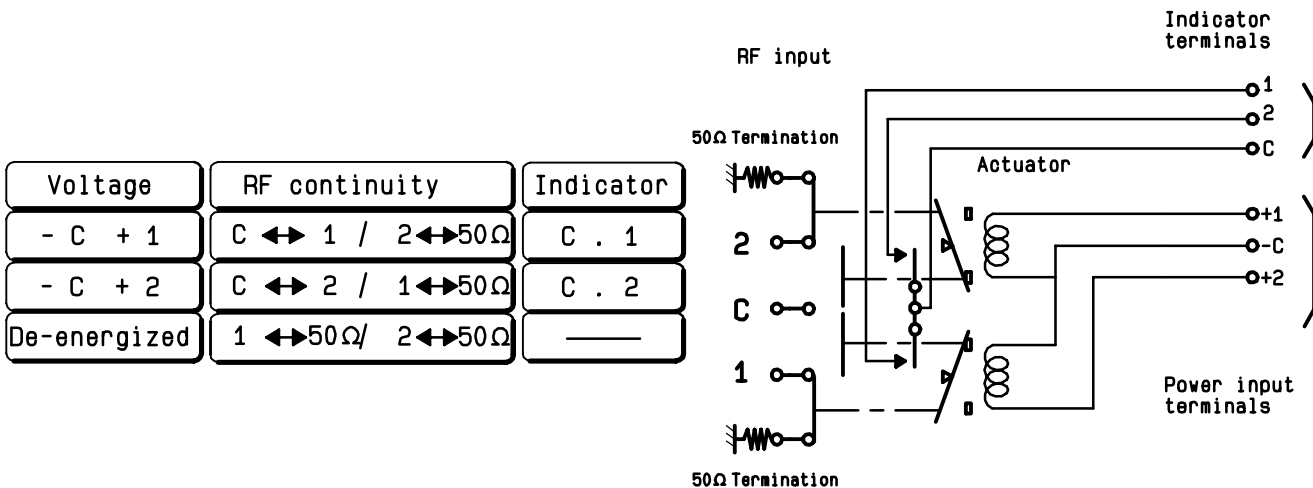 Voltage RF continuity Indicator
- C + 1 C ↔ 1 / 2↔50Ω C . 1
- C + 2 C ↔ 2 / 1↔50Ω C . 2
De-energized 1 ↔50Ω/ 2↔50Ω ——
RF input
Indicator
terminals
1
2
C
50Ω Termination
Actuator
2
C
1
+1
-C
+2
Power input
terminals
50Ω Termination